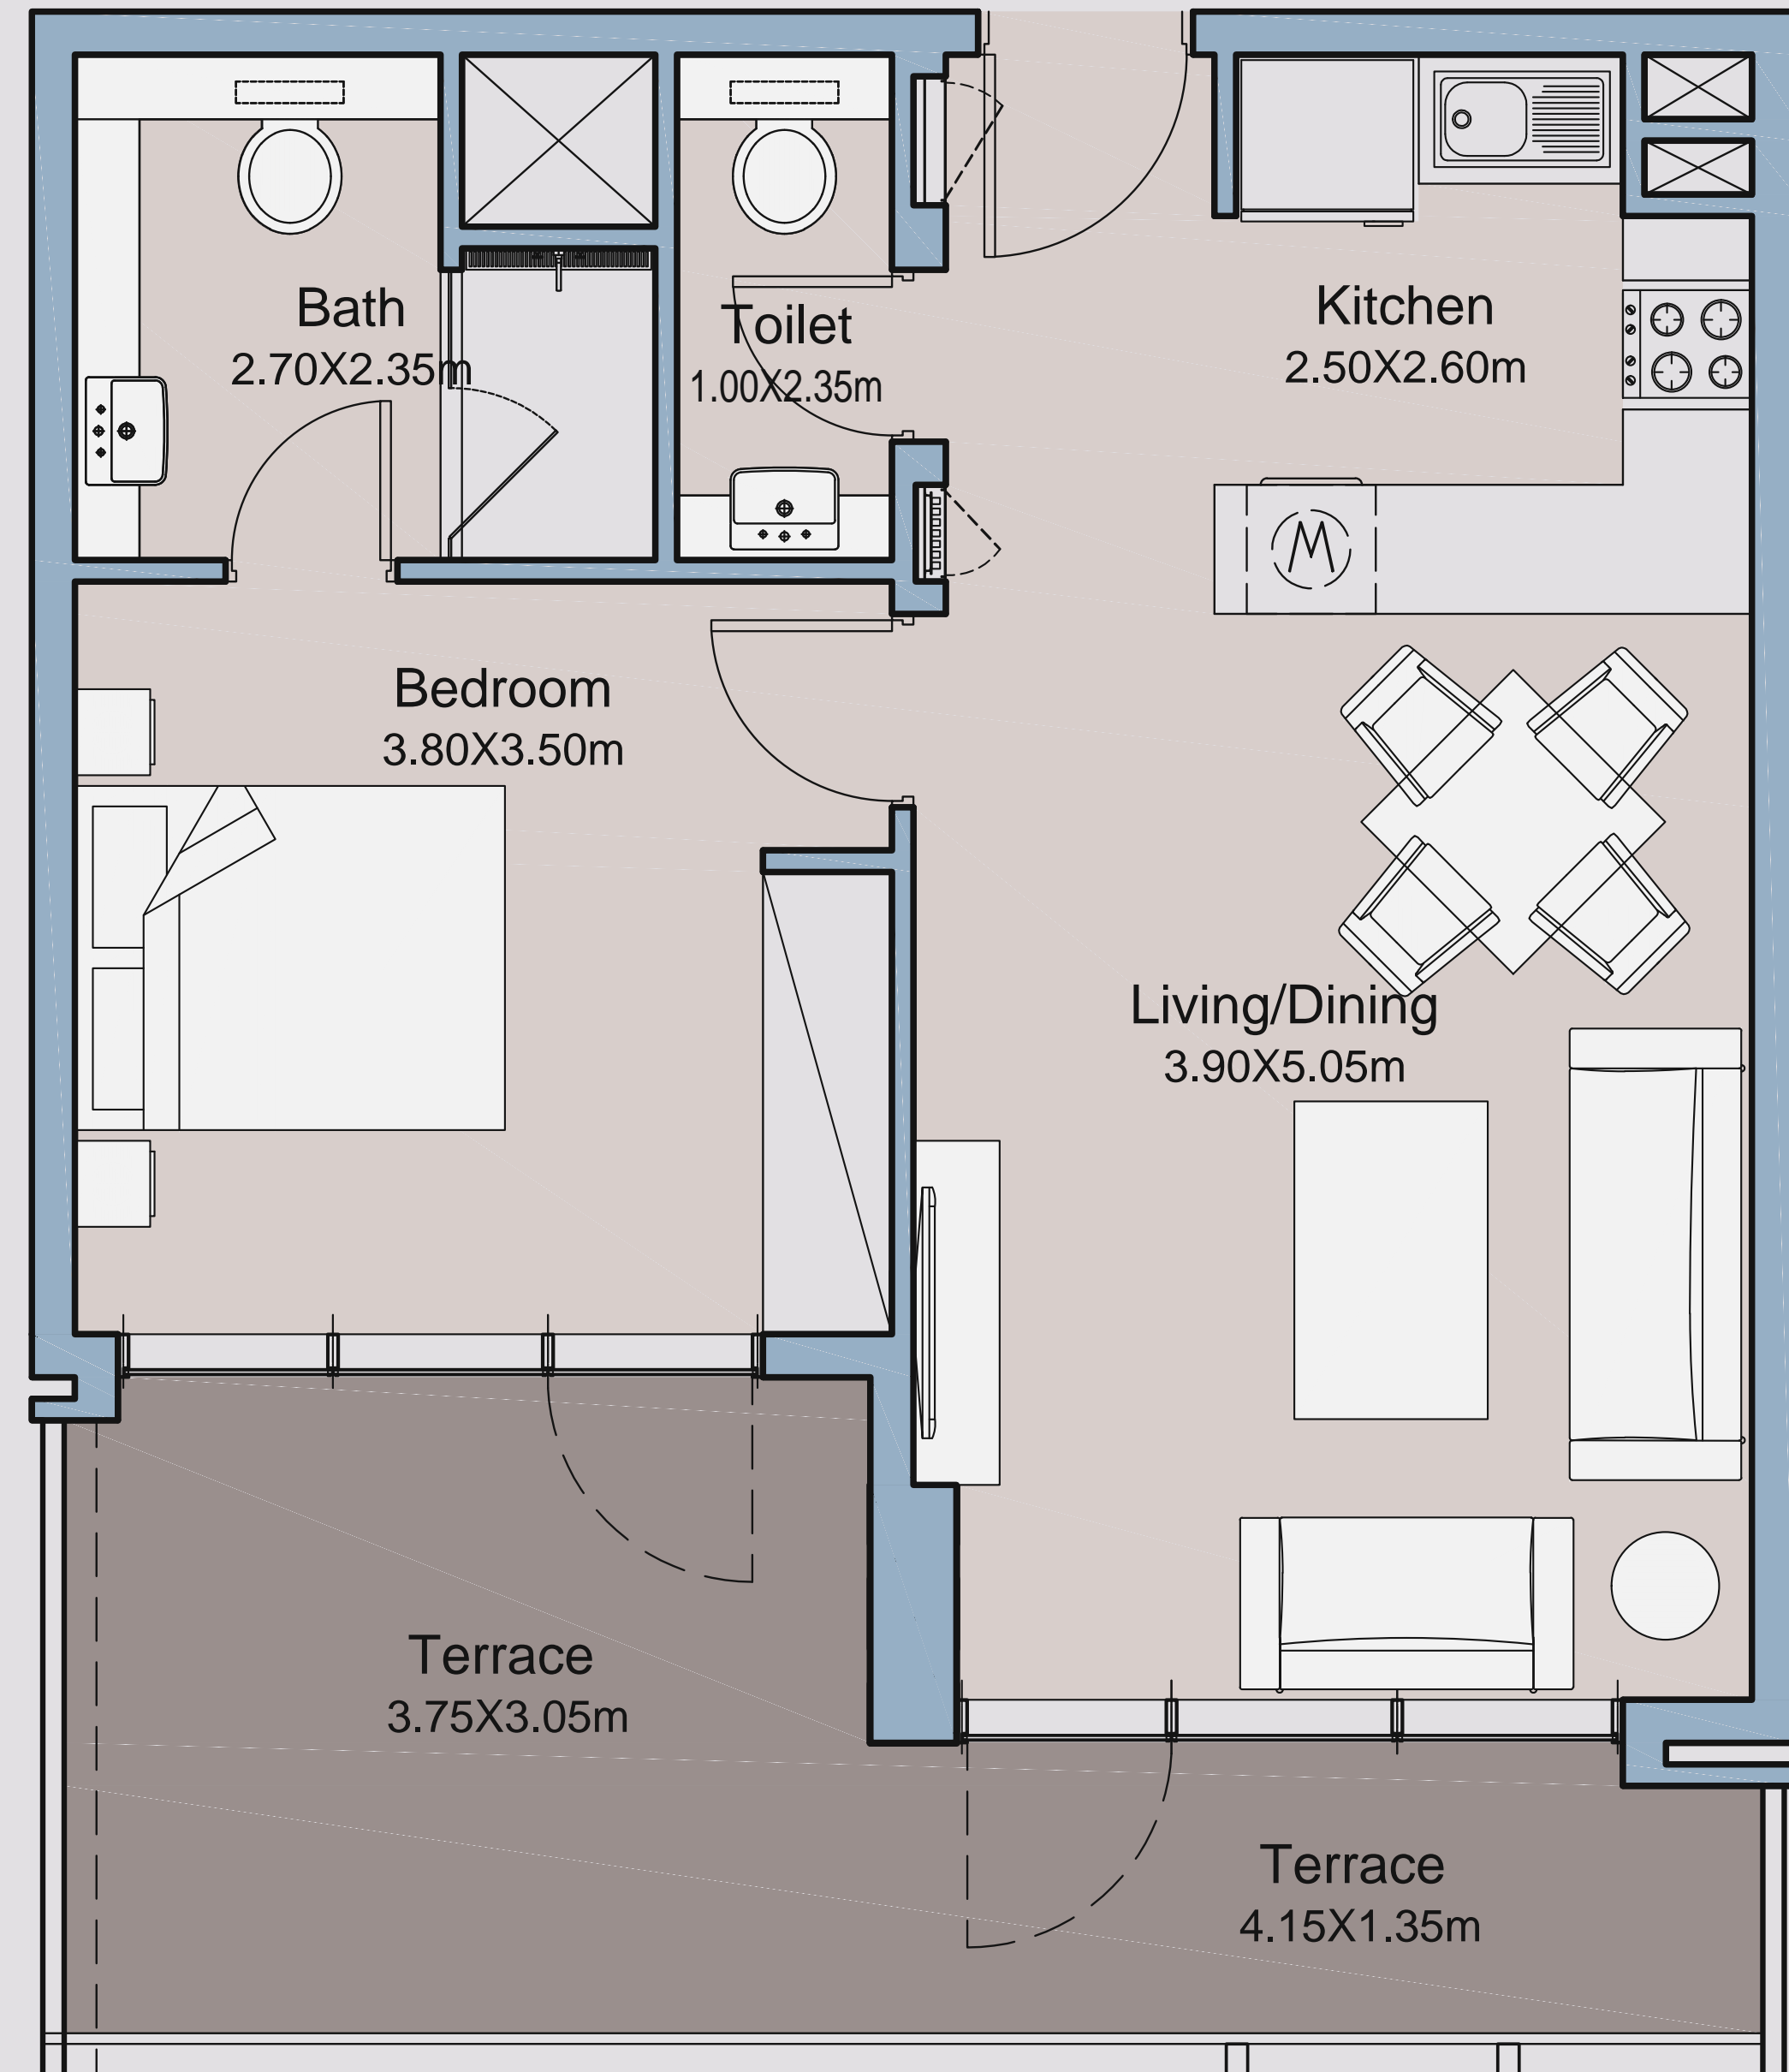 Bath
2.70X2.35m
Toilet
1.00X2.35m
Kitchen
2.50X2.60m
M
Bedroom
3.80X3.50m
Living/Dining
3.90X5.05m
Terrace
3.75X3.05m
Terrace
4.15X1.35m